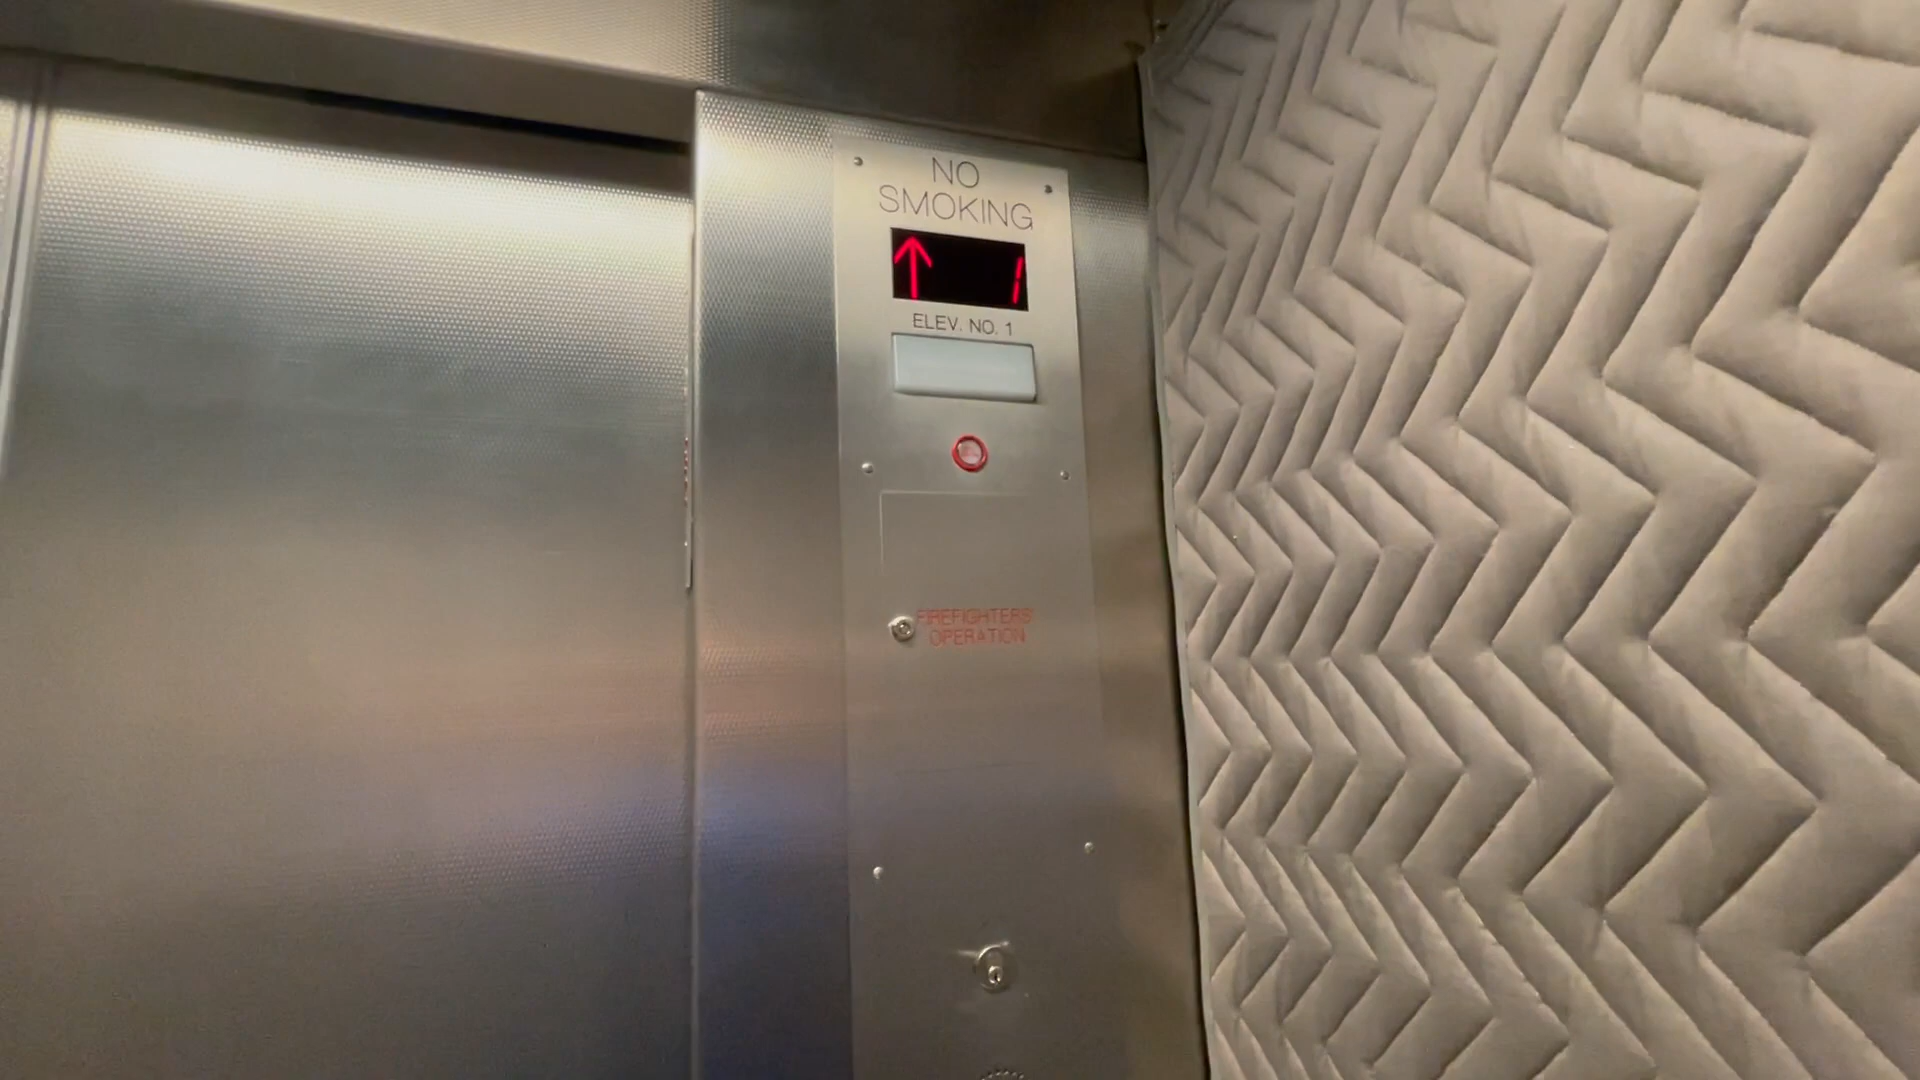 NO
SMOKING
↑ 1
ELEV. NO. 1
FIREFIGHTERS'
OPERATION